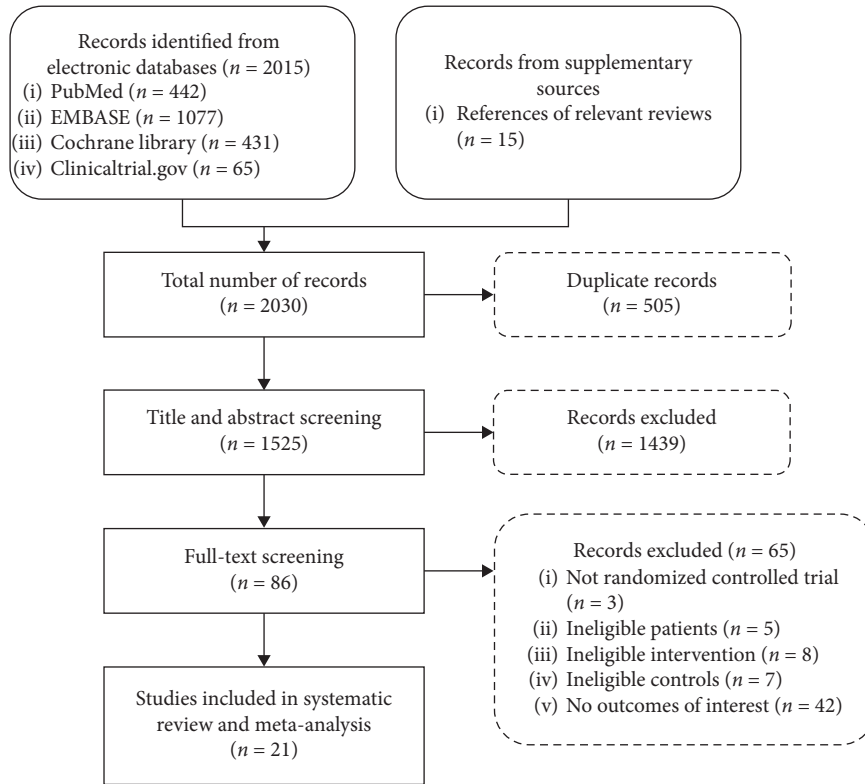 Records identified from
electronic databases (n = 2015)
(i) PubMed (n = 442)
(ii) EMBASE (n = 1077)
(iii) Cochrane library (n = 431)
(iv) Clinicaltrial.gov (n = 65)
Records from supplementary
sources
(i) References of relevant reviews
(n = 15)
Total number of records
(n = 2030)
Duplicate records
(n = 505)
Title and abstract screening
(n = 1525)
Records excluded
(n = 1439)
Full-text screening
(n = 86)
Records excluded (n = 65)
(i) Not randomized controlled trial
(n = 3)
(ii) Ineligible patients (n = 5)
(iii) Ineligible intervention (n = 8)
(iv) Ineligible controls (n = 7)
(v) No outcomes of interest (n = 42)
Studies included in systematic
review and meta-analysis
(n = 21)